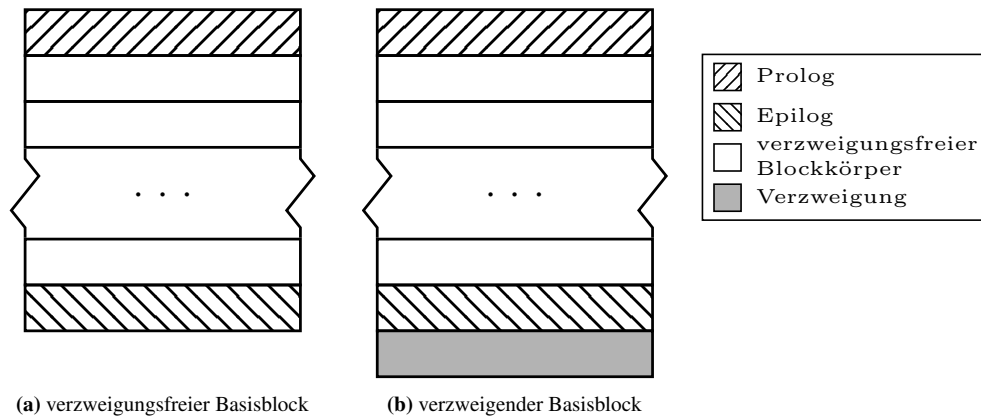 Prolog
Epilog
verzweigungsfreier
Blockkörper
Verzweigung
. . .
. . .
(a) verzweigungsfreier Basisblock
(b) verzweigender Basisblock